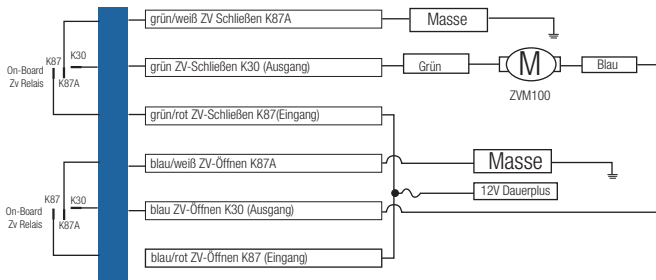 grün/weiß ZV Schließen K87A
Masse
K87
K30
On-Board
Zv Relais
K87A
grün ZV-Schließen K30 (Ausgang)
Grün
M
Blau
ZVM100
grün/rot ZV-Schließen K87(Eingang)
blau/weiß ZV-Öffnen K87A
Masse
12V Dauerplus
K87
K30
On-Board
Zv Relais
K87A
blau ZV-Öffnen K30 (Ausgang)
blau/rot ZV-Öffnen K87 (Eingang)